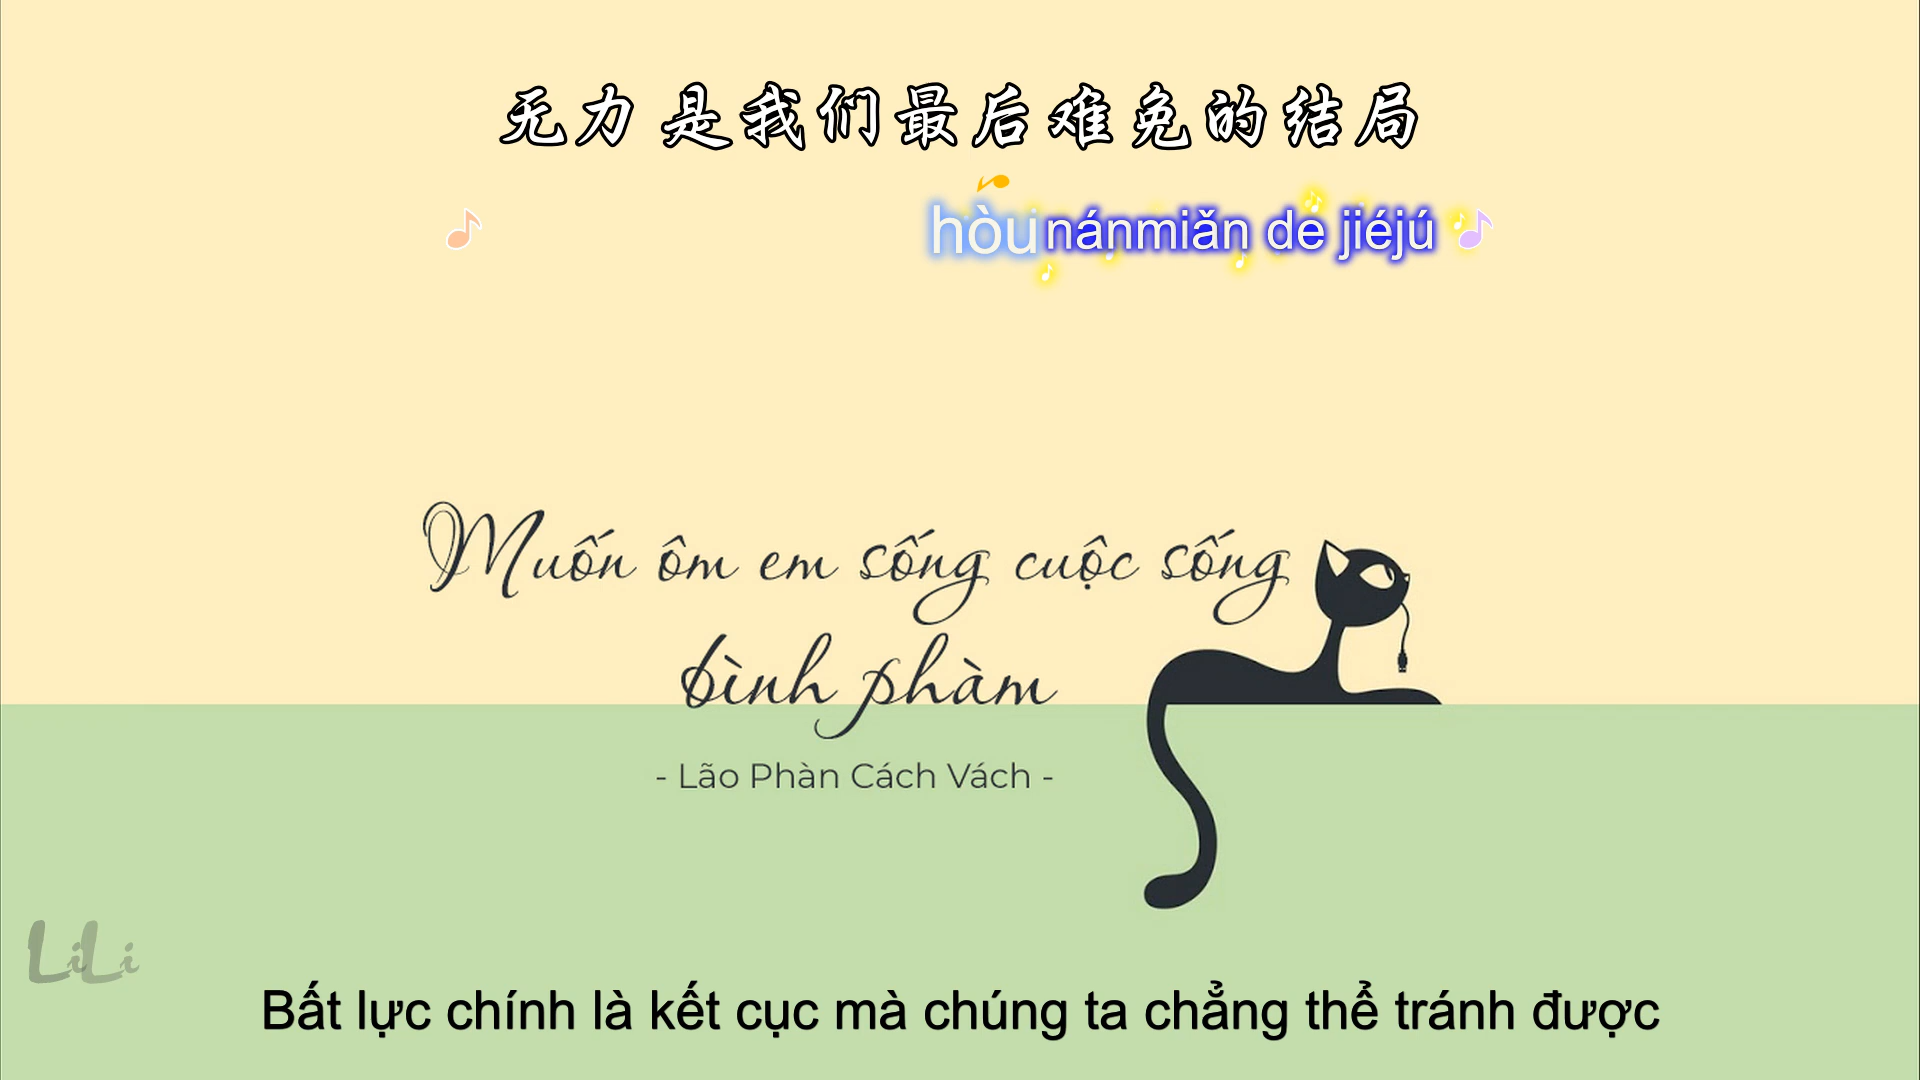 无力是我们最后难免的结局
hòu nánmiǎn de jiéjú
Muốn ôm em sống cuộc sống
bình phàm
- Lão Phàn Cách Vách -
LiLi
Bất lực chính là kết cục mà chúng ta chẳng thể tránh được